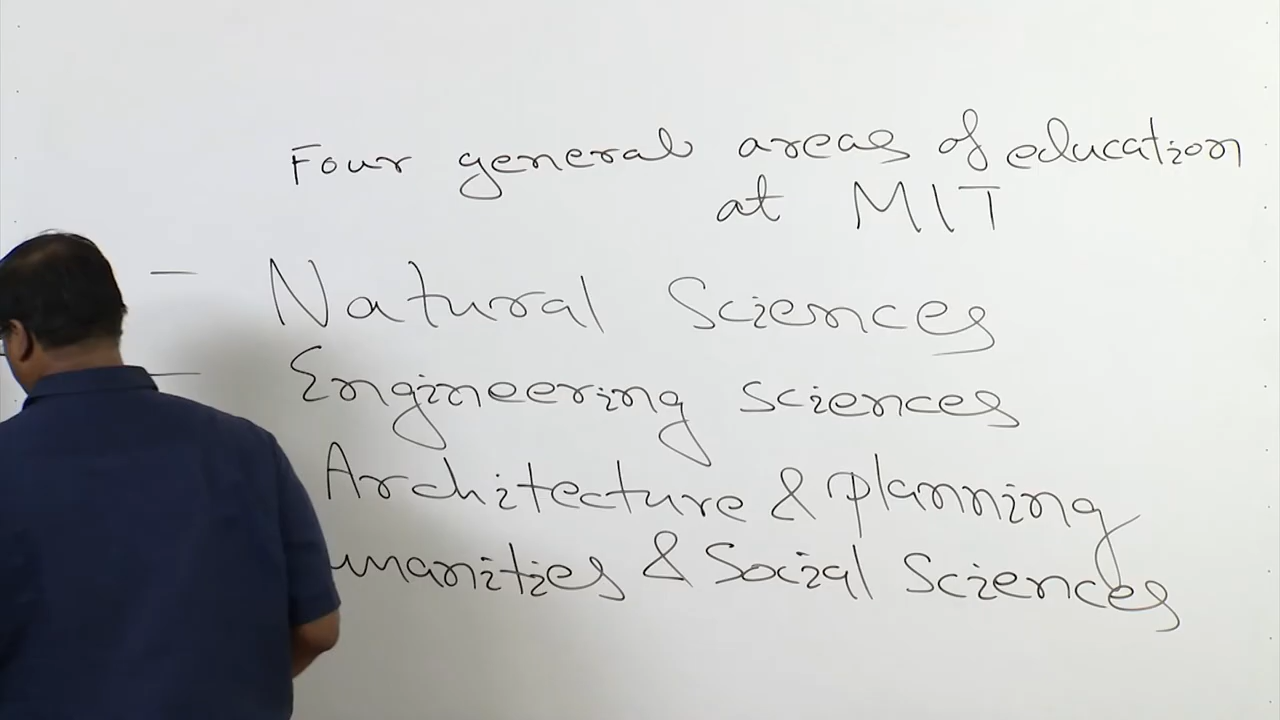 Four general areas of education
at MIT
- Natural Sciences
- Engineering sciences
Architecture & planning
umanities & Social Sciences